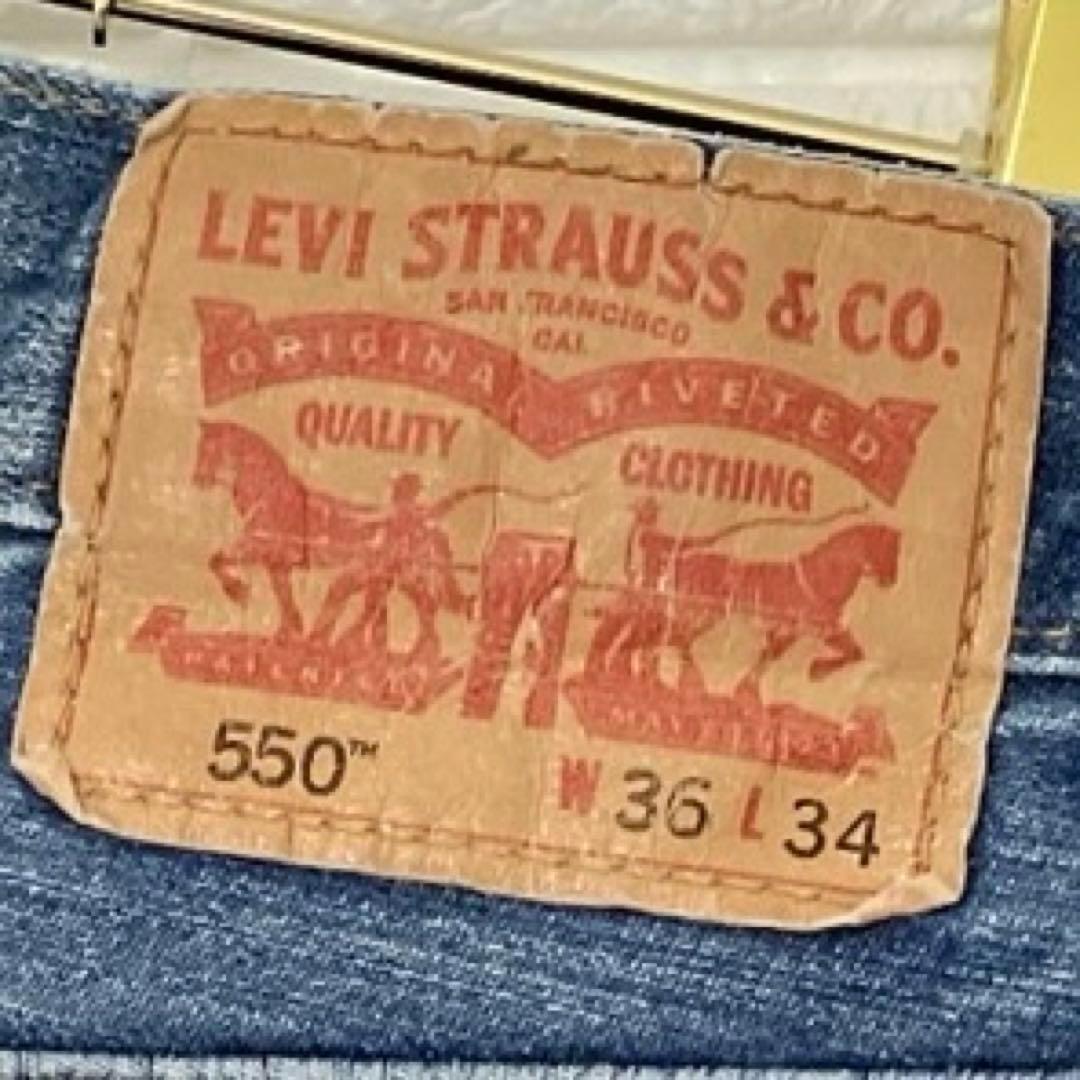 LEVI STRAUSS & CO.
SAN FRANCISCO
CAL
ORIGINAL RIVETED
QUALITY CLOTHING
550™ W 36 L 34